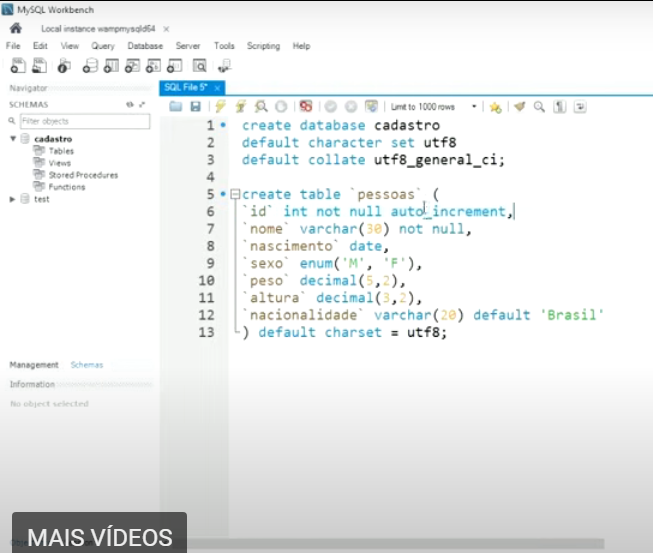 MySQL Workbench
Local instance wampmysqld64 ×
File Edit View Query Database Server Tools Scripting Help
Navigator
SCHEMAS
Filter objects
cadastro
Tables
Views
Stored Procedures
Functions
test
Management Schemas
Information
No object selected
SQL File 5* ×
Limit to 1000 rows
1 create database cadastro
2 default character set utf8
3 default collate utf8_general_ci;
4
5 create table `pessoas` (
6 `id` int not null auto_increment,
7 `nome` varchar(30) not null,
8 `nascimento` date,
9 `sexo` enum('M', 'F'),
10 `peso` decimal(5,2),
11 `altura` decimal(3,2),
12 `nacionalidade` varchar(20) default 'Brasil'
13 ) default charset = utf8;
MAIS VÍDEOS